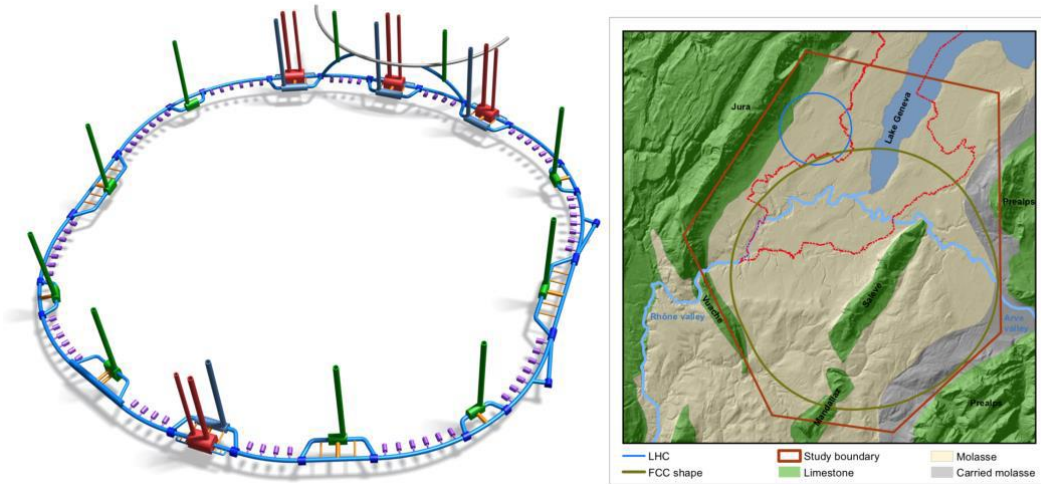 Jura
Lake Geneva
Prealps
Salève
Rhône valley
Vuache
Arve
valley
Mandallaz
Prealps
LHC
Study boundary
Molasse
FCC shape
Limestone
Carried molasse